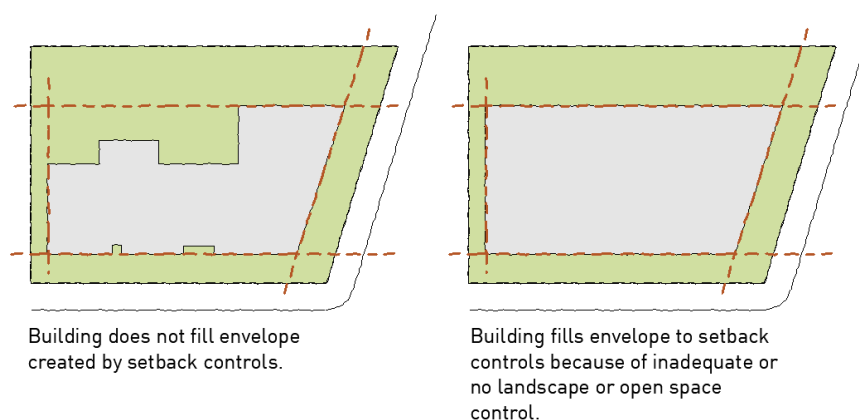 Building does not fill envelope
created by setback controls.
Building fills envelope to setback
controls because of inadequate or
no landscape or open space
control.